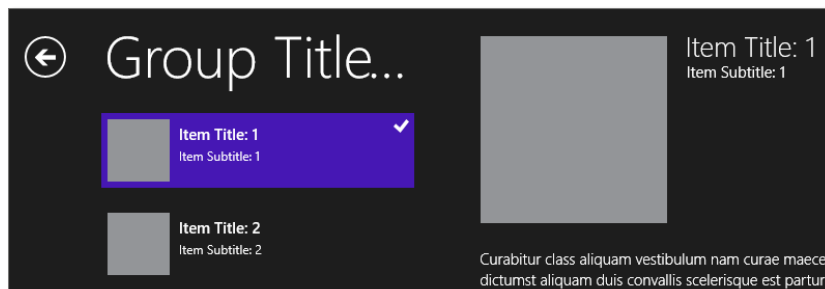 Group Title...
Item Title: 1
Item Subtitle: 1
Item Title: 2
Item Subtitle: 2
Item Title: 1
Item Subtitle: 1
Curabitur class aliquam vestibulum nam curae maece
dictumst aliquam duis convallis scelerisque est partur